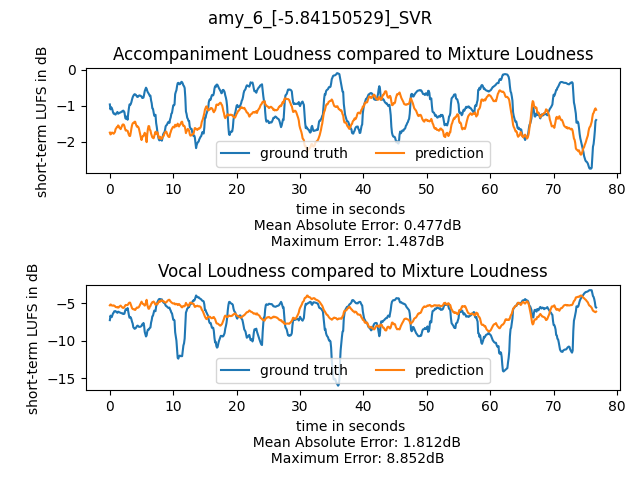 amy_6_[-5.84150529]_SVR
Accompaniment Loudness compared to Mixture Loudness
short-term LUFS in dB
0
−1
−2
ground truth prediction
0 10 20 30 40 50 60 70 80
time in seconds
Mean Absolute Error: 0.477dB
Maximum Error: 1.487dB
Vocal Loudness compared to Mixture Loudness
short-term LUFS in dB
−5
−10
−15
ground truth prediction
0 10 20 30 40 50 60 70 80
time in seconds
Mean Absolute Error: 1.812dB
Maximum Error: 8.852dB